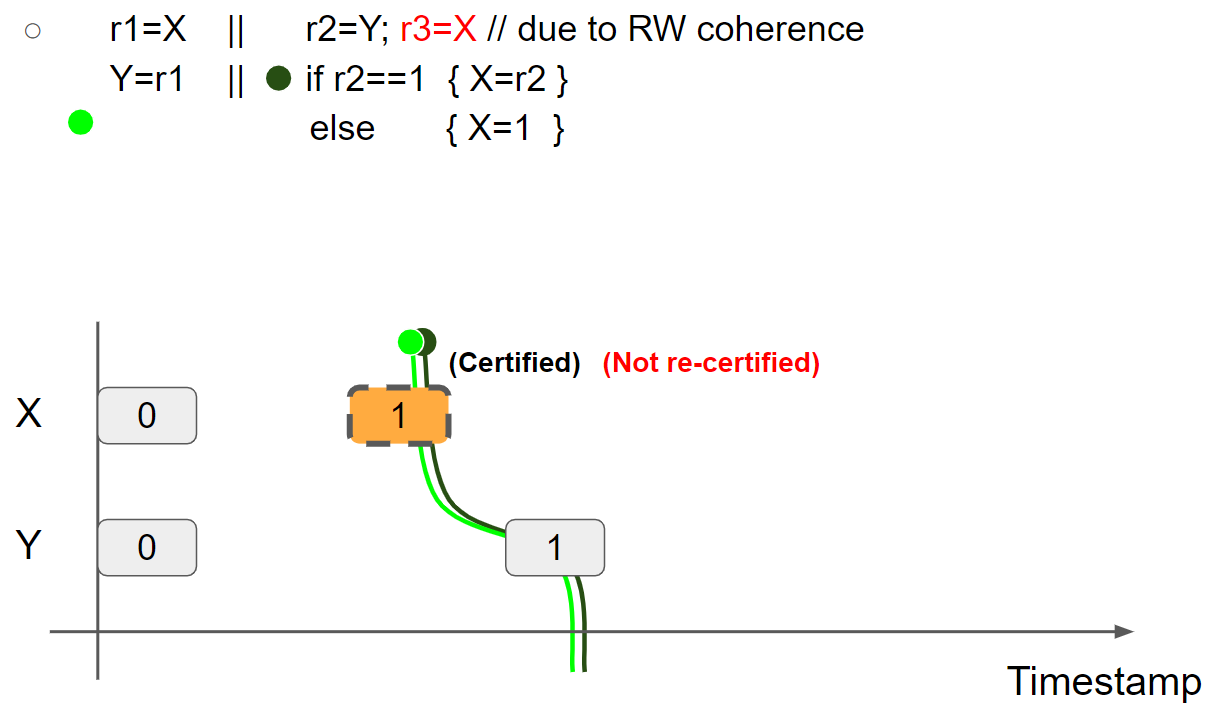 r1=X || r2=Y; r3=X // due to RW coherence
Y=r1 || if r2==1 { X=r2 }
else { X=1 }
(Certified) (Not re-certified)
X 0 1
Y 0 1
Timestamp